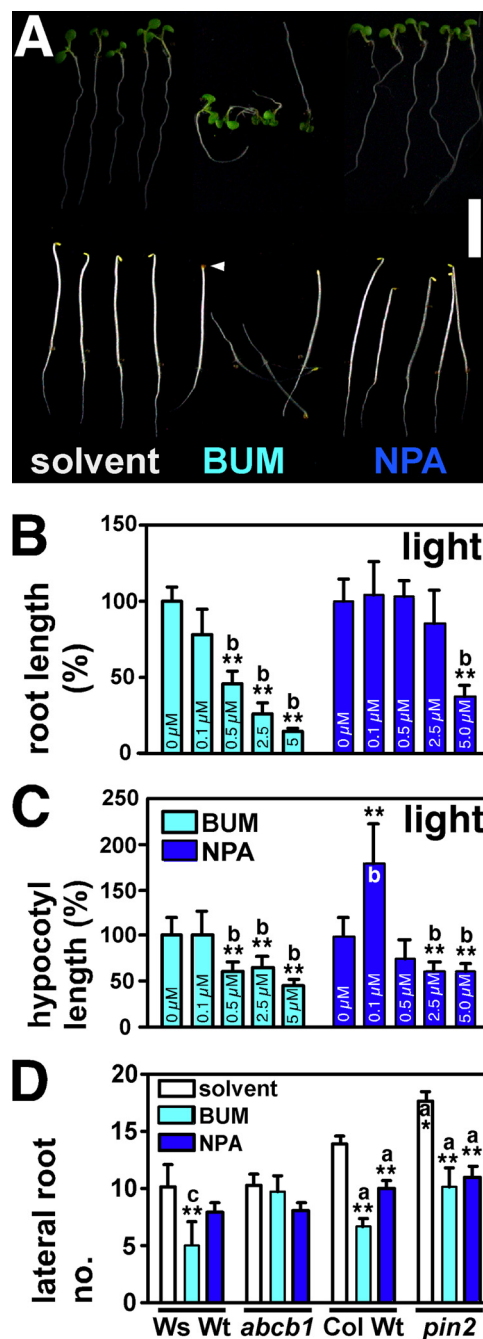 A
solvent BUM NPA
B
light
root length
(%)
150
100
50
0
b
**
b
**
b
**
b
**
0 µM
0.1 µM
0.5 µM
2.5
5
0 µM
0.1 µM
0.5 µM
2.5 µM
5.0 µM
C
light
hypocotyl
length (%)
250
200
150
100
50
0
BUM
NPA
b
**
b
**
b
**
**
b
b
**
b
**
0 µM
0.1 µM
0.5 µM
2.5 µM
5 µM
0 µM
0.1 µM
0.5 µM
2.5 µM
5.0 µM
D
lateral root
no.
20
15
10
5
0
solvent
BUM
NPA
c
**
a
**
a
**
a
*
a
**
a
**
Ws Wt abcb1 Col Wt pin2